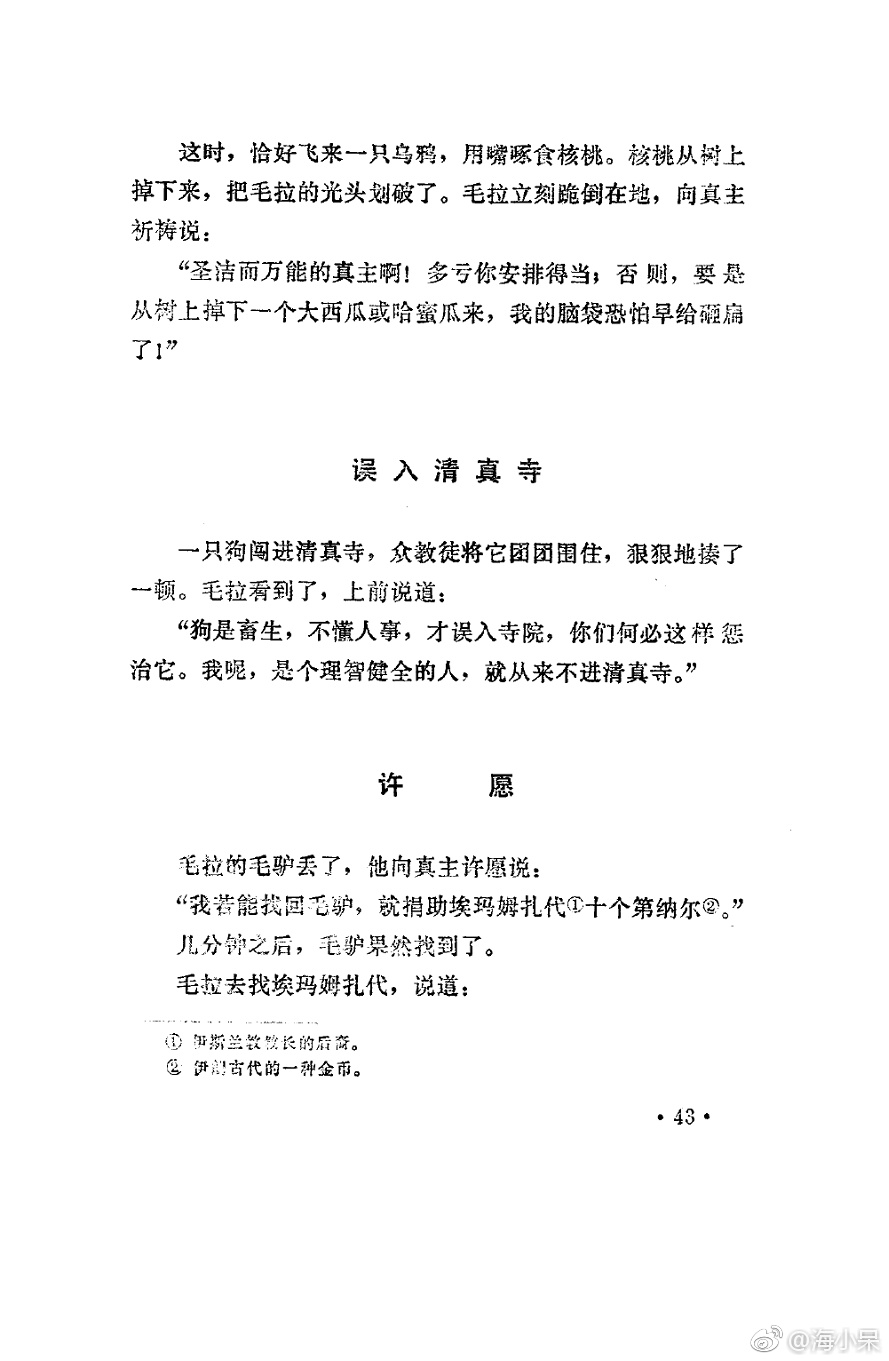 这时，恰好飞来一只乌鸦，用嘴啄食核桃。核桃从树上
掉下来，把毛拉的光头划破了。毛拉立刻跪倒在地，向真主
祈祷说：
“圣洁而万能的真主啊！多亏你安排得当；否则，要是
从树上掉下一个大西瓜或哈蜜瓜来，我的脑袋恐怕早给砸扁
了！”
误入清真寺
一只狗闯进清真寺，众教徒将它团团围住，狠狠地揍了
一顿。毛拉看到了，上前说道：
“狗是畜生，不懂人事，才误入寺院，你们何必这样惩
治它。我呢，是个理智健全的人，就从来不进清真寺。”
许愿
毛拉的毛驴丢了，他向真主许愿说：
“我若能找回毛驴，就捐助埃玛姆扎代①十个第纳尔②。”
几分钟之后，毛驴果然找到了。
毛拉去找埃玛姆扎代，说道：
① 伊斯兰教教长的后裔。
② 伊朗古代的一种金币。
·43·
@海小呆